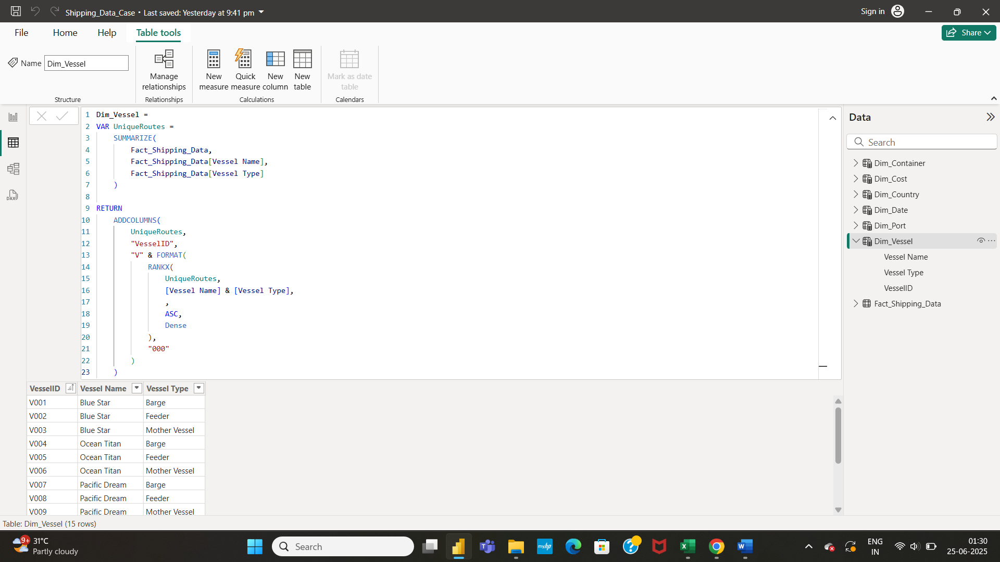 Shipping_Data_Case • Last saved: Yesterday at 9:41 pm
Sign in
File
Home
Help
Table tools
Share
Name
Dim_Vessel
Manage relationships
New measure
Quick measure
New column
New table
Mark as date table
Structure
Relationships
Calculations
Calendars
1 Dim_Vessel =
2 VAR UniqueRoutes =
3 SUMMARIZE(
4 Fact_Shipping_Data,
5 Fact_Shipping_Data[Vessel Name],
6 Fact_Shipping_Data[Vessel Type]
7 )
8
9 RETURN
10 ADDCOLUMNS(
11 UniqueRoutes,
12 "VesselID",
13 "V" & FORMAT(
14 RANKX(
15 UniqueRoutes,
16 [Vessel Name] & [Vessel Type],
17 ,
18 ASC,
19 Dense
20 ),
21 "000"
22 )
23 )
DAX
VesselID Vessel Name Vessel Type
V001 Blue Star Barge
V002 Blue Star Feeder
V003 Blue Star Mother Vessel
V004 Ocean Titan Barge
V005 Ocean Titan Feeder
V006 Ocean Titan Mother Vessel
V007 Pacific Dream Barge
V008 Pacific Dream Feeder
V009 Pacific Dream Mother Vessel
Data
Search
Dim_Container
Dim_Cost
Dim_Country
Dim_Date
Dim_Port
Dim_Vessel
Vessel Name
Vessel Type
VesselID
Fact_Shipping_Data
Table: Dim_Vessel (15 rows)
9+
31°C
Partly cloudy
Search
myhp
ENG
IN
01:30
25-06-2025